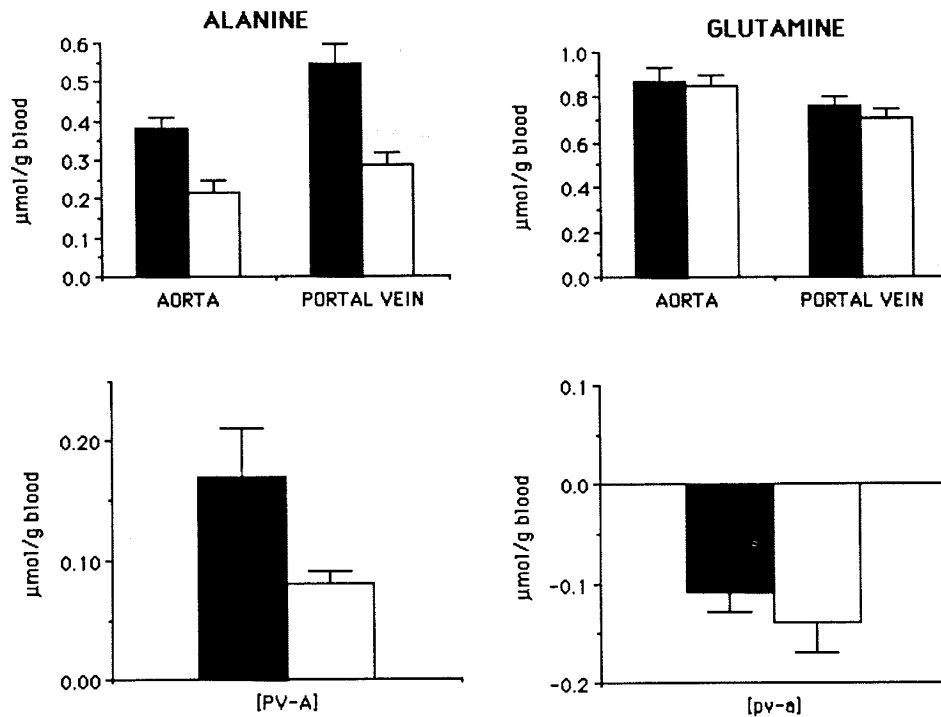 ALANINE
0.6
0.5
0.4
0.3
0.2
0.1
0.0
µmol/g blood
AORTA
PORTAL VEIN
GLUTAMINE
1.0
0.8
0.6
0.4
0.2
0.0
µmol/g blood
AORTA
PORTAL VEIN
0.20
0.10
0.00
µmol/g blood
[PV-A]
0.1
0.0
-0.1
-0.2
µmol/g blood
[pv-a]